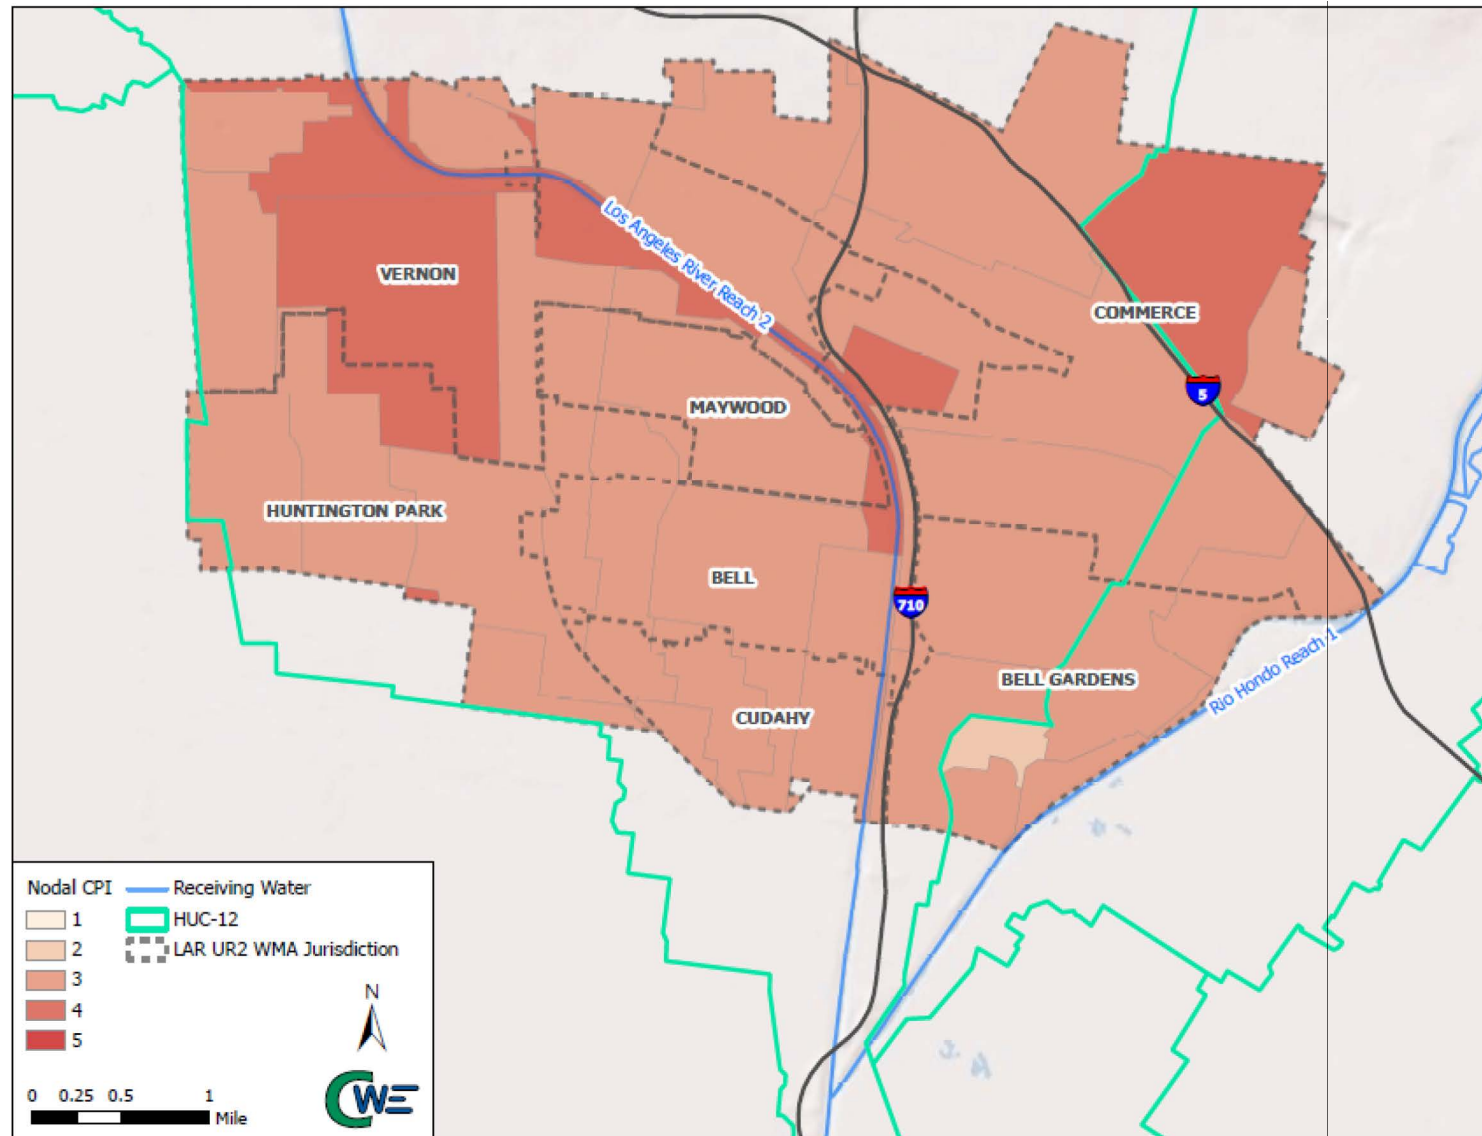 Los Angeles River Reach 2
VERNON
COMMERCE
5
MAYWOOD
HUNTINGTON PARK
BELL
710
BELL GARDENS
Rio Hondo Reach 1
CUDAHY
Nodal CPI
1
2
3
4
5
Receiving Water
HUC-12
LAR UR2 WMA Jurisdiction
N
0 0.25 0.5 1
Mile
CWE